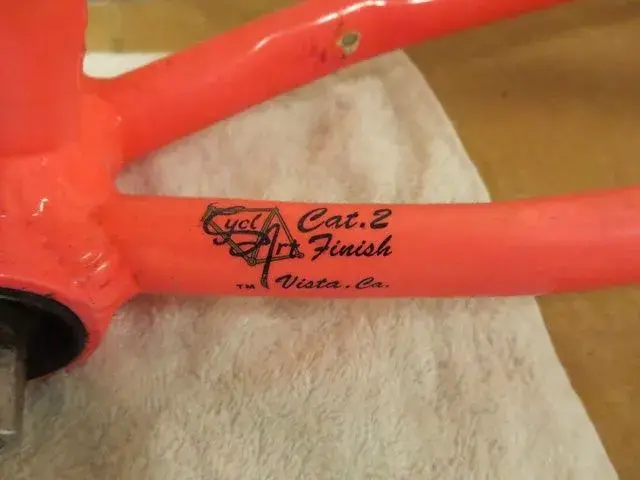 Cycl Cat.2
Art Finish
TM Vista.Ca.